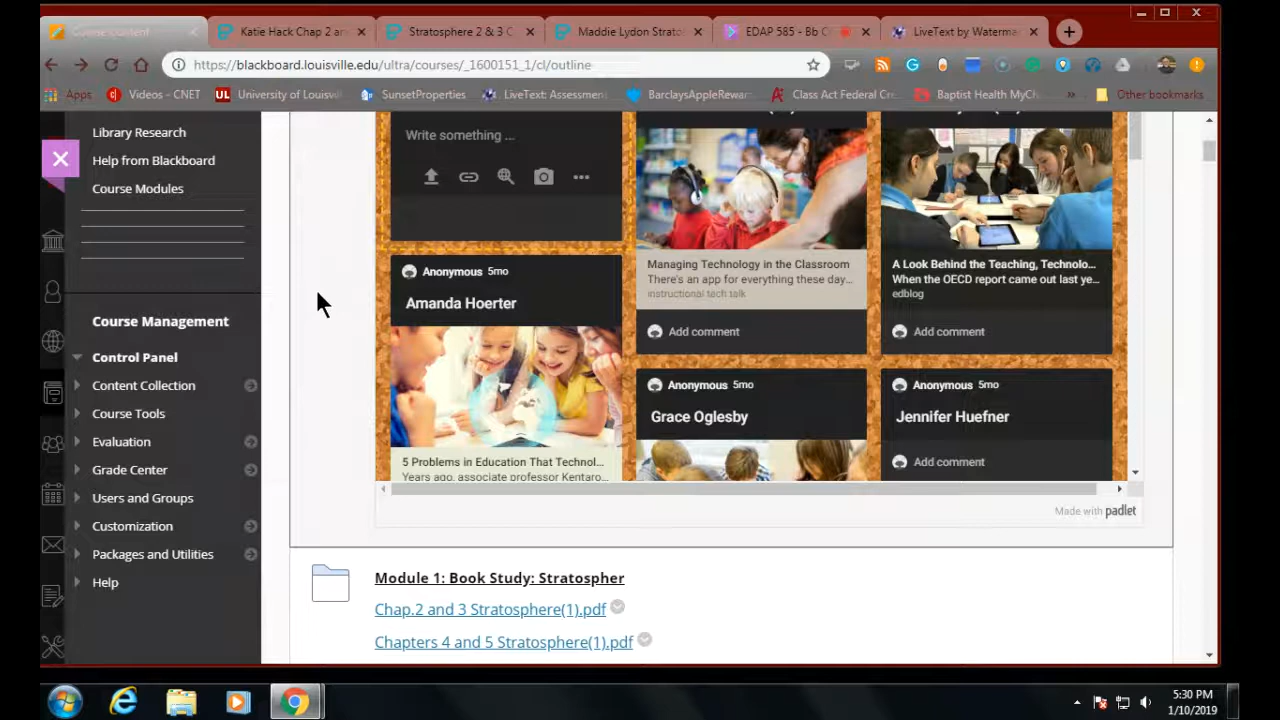 Course Content
Katie Hack Chap 2 an
Stratosphere 2 & 3 C
Maddie Lydon Strato
EDAP 585 - Bb C
LiveText by Waterma
https://blackboard.louisville.edu/ultra/courses/_1600151_1/cl/outline
Apps
Videos - CNET
University of Louisv
SunsetProperties
LiveText: Assessmen
BarclaysAppleRewar
Class Act Federal Cre
Baptist Health MyCh
»
Other bookmarks
Library Research
Help from Blackboard
Course Modules
Course Management
Control Panel
Content Collection
Course Tools
Evaluation
Grade Center
Users and Groups
Customization
Packages and Utilities
Help
Write something ...
Anonymous 5mo
Amanda Hoerter
5 Problems in Education That Technol...
Years ago, associate professor Kentaro...
Managing Technology in the Classroom
There's an app for everything these day...
instructional tech talk
Add comment
Anonymous 5mo
Grace Oglesby
A Look Behind the Teaching, Technolo...
When the OECD report came out last ye...
edblog
Add comment
Anonymous 5mo
Jennifer Huefner
Add comment
Made with padlet
Module 1: Book Study: Stratospher
Chap.2 and 3 Stratosphere(1).pdf
Chapters 4 and 5 Stratosphere(1).pdf
5:30 PM
1/10/2019